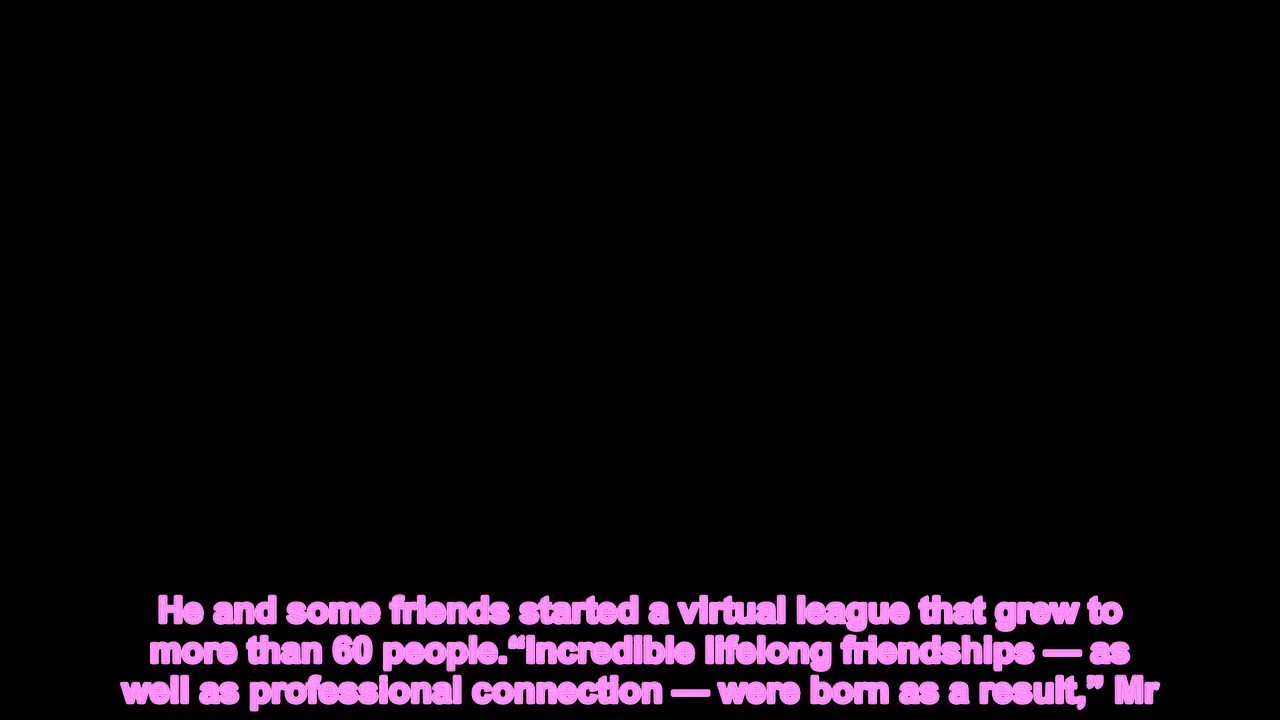 He and some friends started a virtual league that grew to
more than 60 people.“Incredible lifelong friendships — as
well as professional connection — were born as a result,” Mr